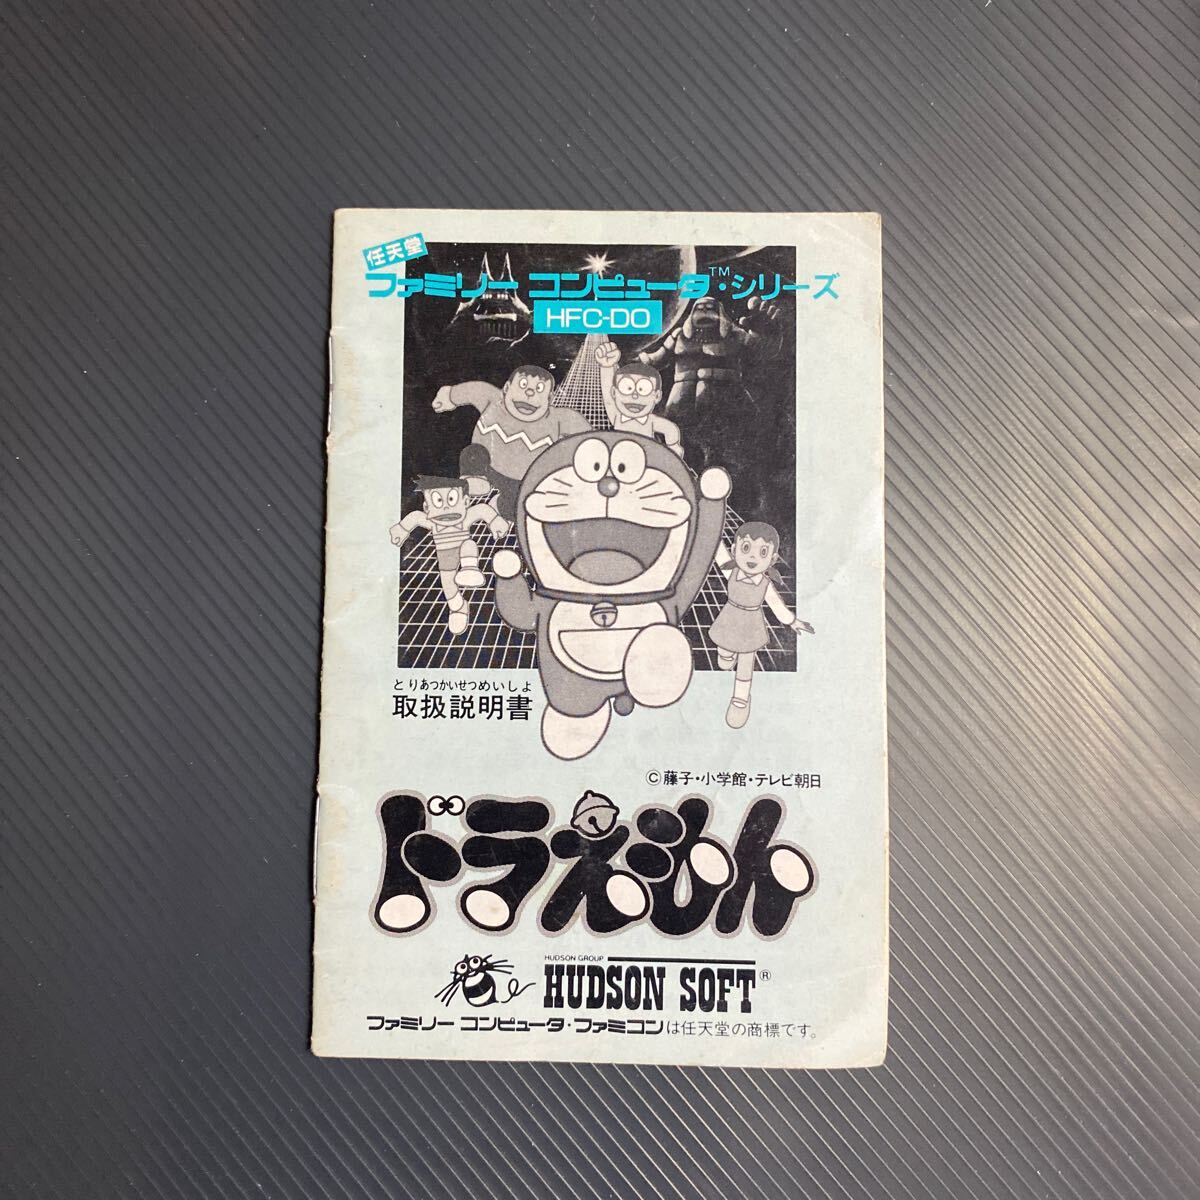 任天堂
ファミリー コンピュータ™・シリーズ
HFC-DO
とりあつかいせつめいしょ
取扱説明書
©藤子・小学館・テレビ朝日
ドラえもん
HUDSON GROUP
HUDSON SOFT®
ファミリー コンピュータ・ファミコンは任天堂の商標です。